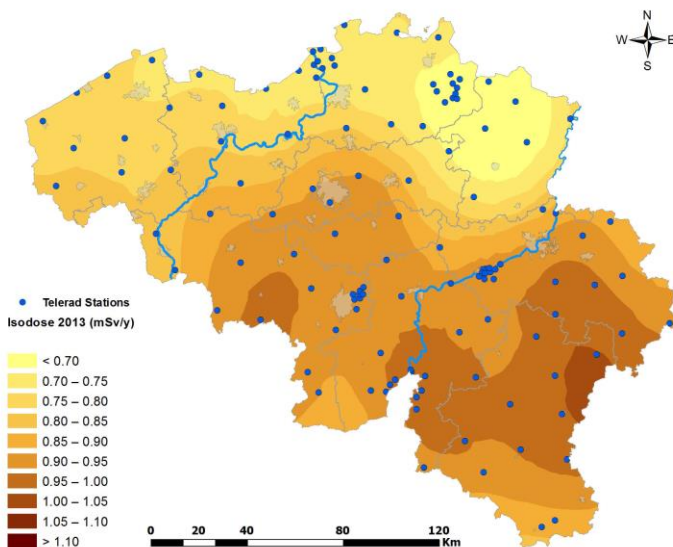 N
W E
S
Telerad Stations
Isodose 2013 (mSv/y)
< 0.70
0.70 – 0.75
0.75 – 0.80
0.80 – 0.85
0.85 – 0.90
0.90 – 0.95
0.95 – 1.00
1.00 – 1.05
1.05 – 1.10
> 1.10
0 20 40 80 120
Km